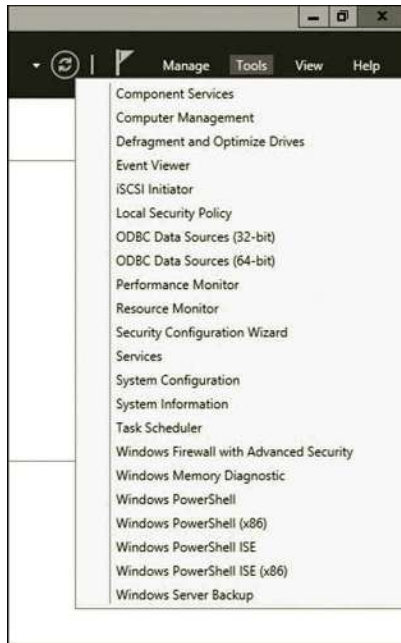 Manage Tools View Help
Component Services
Computer Management
Defragment and Optimize Drives
Event Viewer
iSCSI Initiator
Local Security Policy
ODBC Data Sources (32-bit)
ODBC Data Sources (64-bit)
Performance Monitor
Resource Monitor
Security Configuration Wizard
Services
System Configuration
System Information
Task Scheduler
Windows Firewall with Advanced Security
Windows Memory Diagnostic
Windows PowerShell
Windows PowerShell (x86)
Windows PowerShell ISE
Windows PowerShell ISE (x86)
Windows Server Backup